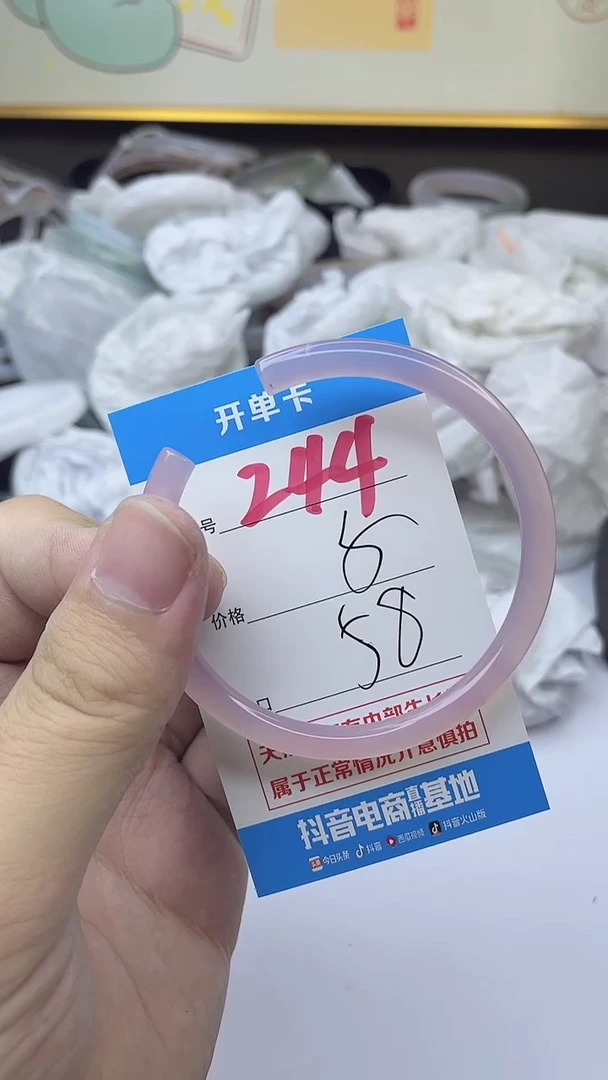 开单卡
号 244
8
价格
58
属于正常情况介意慎拍
抖音电商直播基地
今日头条 抖音 西瓜视频 抖音火山版